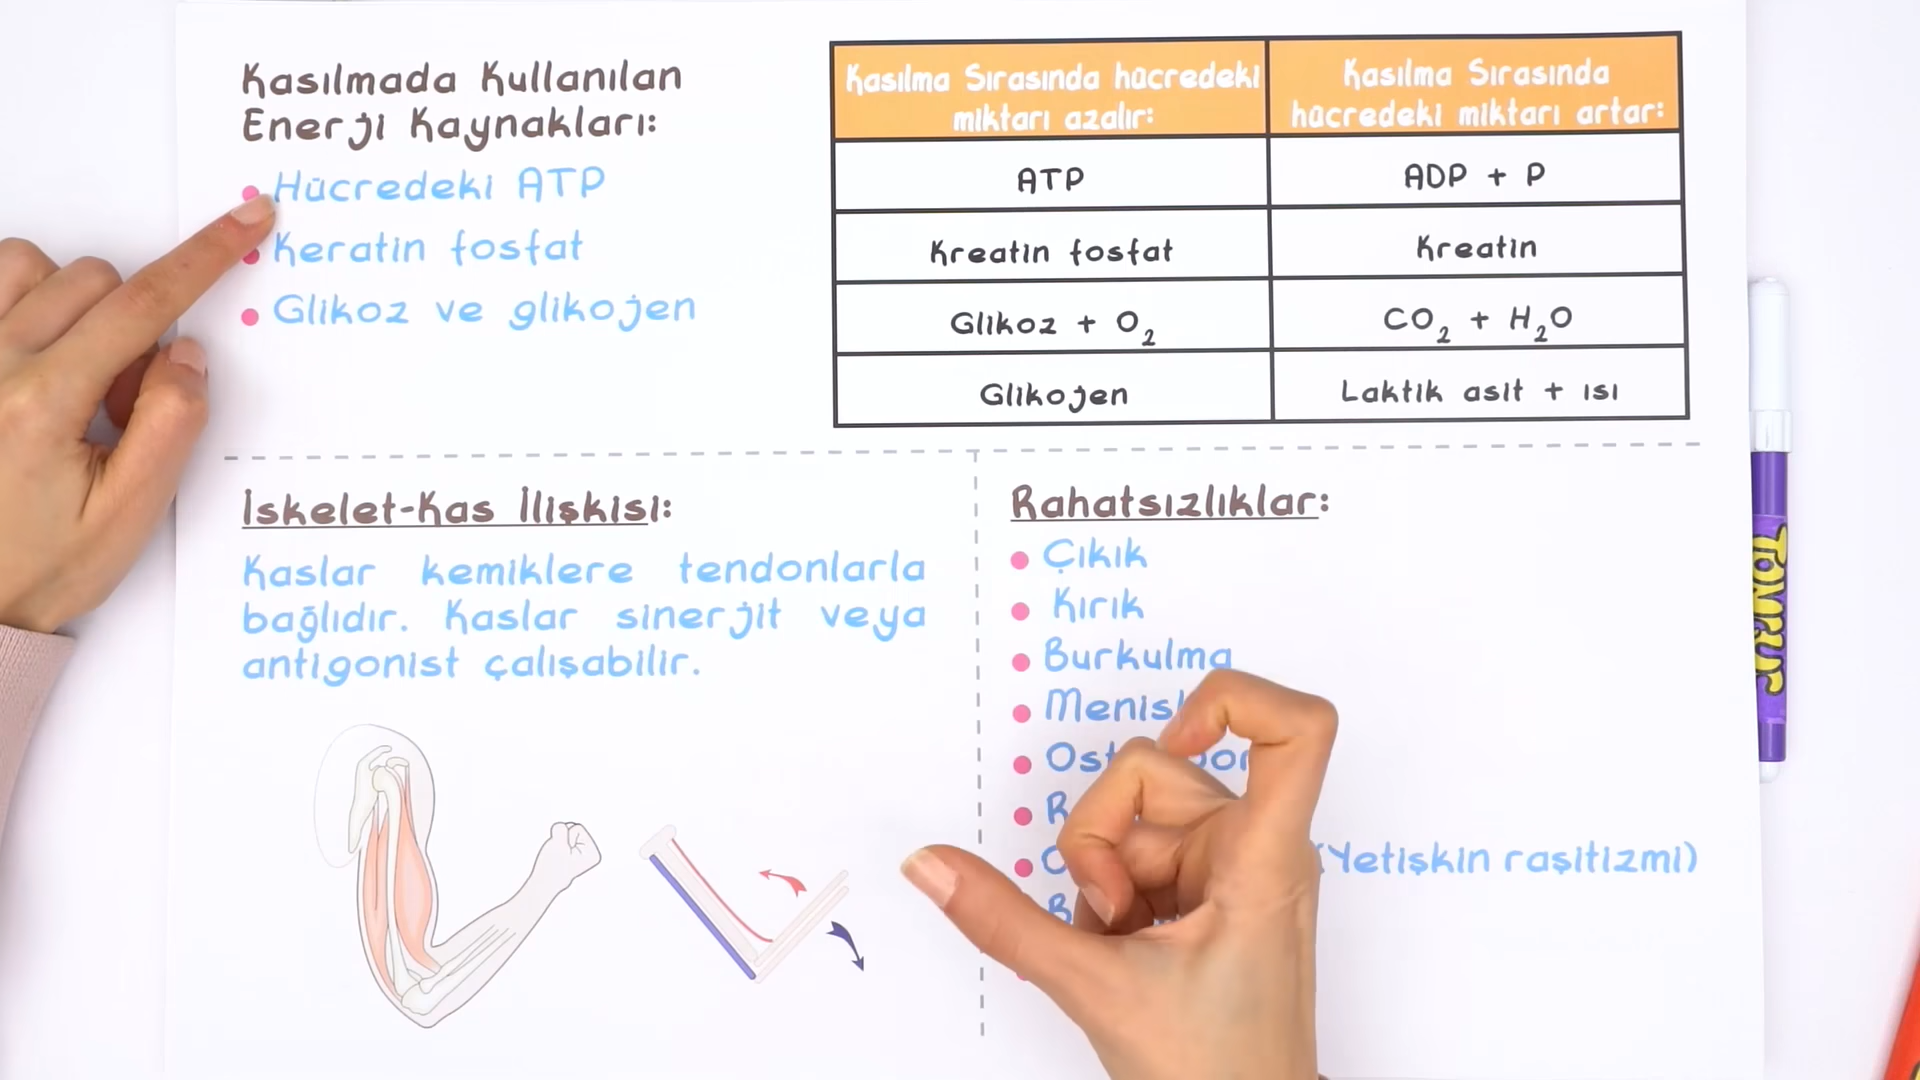 Kasılmada Kullanılan
Enerji Kaynakları:
Hücredeki ATP
Keratin fosfat
Glikoz ve glikojen
Kasılma Sırasında hücredeki
miktarı azalır:
Kasılma Sırasında
hücredeki miktarı artar:
ATP
ADP + P
Kreatin fosfat
Kreatin
Glikoz + O₂
CO₂ + H₂O
Glikojen
Laktik asit + ısı
İskelet-Kas İlişkisi:
Kaslar kemiklere tendonlarla
bağlıdır. Kaslar sinerjit veya
antigonist çalışabilir.
Rahatsızlıklar:
Çıkık
Kırık
Burkulma
(Yetişkin raşitizmi)
TOMBUL